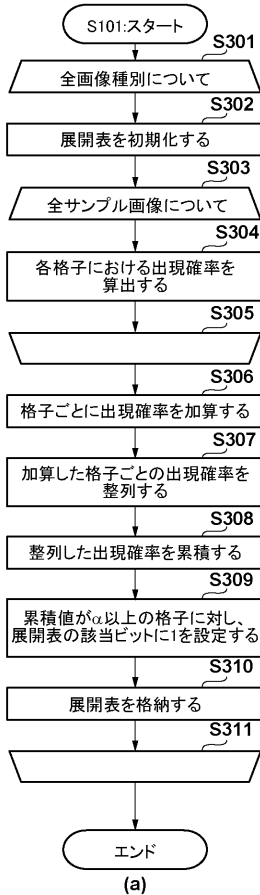 S101:スタート
S301
全画像種別について
S302
展開表を初期化する
S303
全サンプル画像について
S304
各格子における出現確率を
算出する
S305
S306
格子ごとに出現確率を加算する
S307
加算した格子ごとの出現確率を
整列する
S308
整列した出現確率を累積する
S309
累積値がα以上の格子に対し、
展開表の該当ビットに1を設定する
S310
展開表を格納する
S311
エンド
(a)